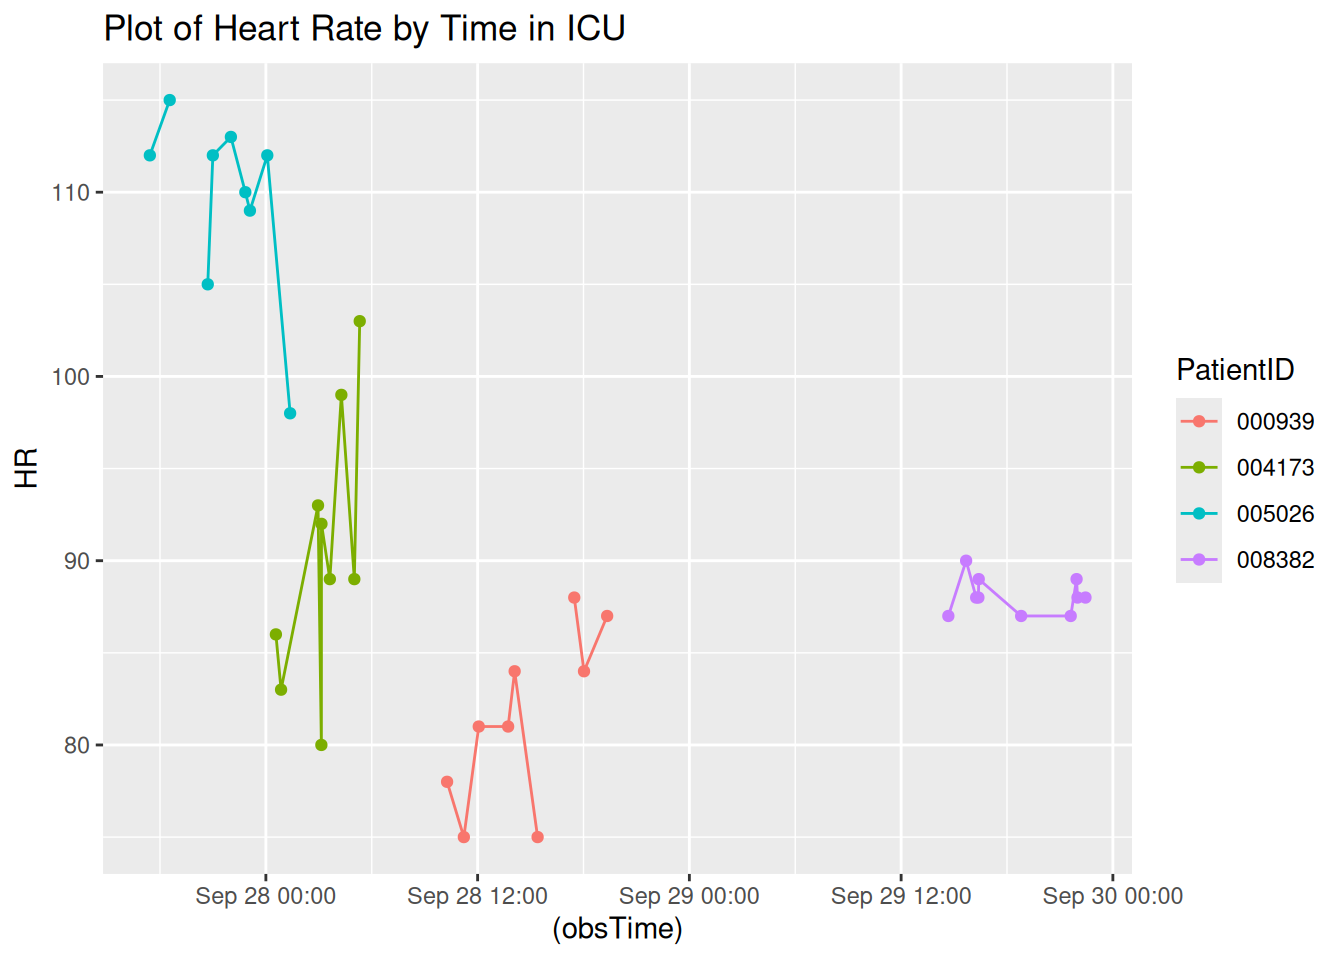 Plot of Heart Rate by Time in ICU
110
100
90
80
HR
Sep 28 00:00
Sep 28 12:00
Sep 29 00:00
Sep 29 12:00
Sep 30 00:00
(obsTime)
PatientID
000939
004173
005026
008382